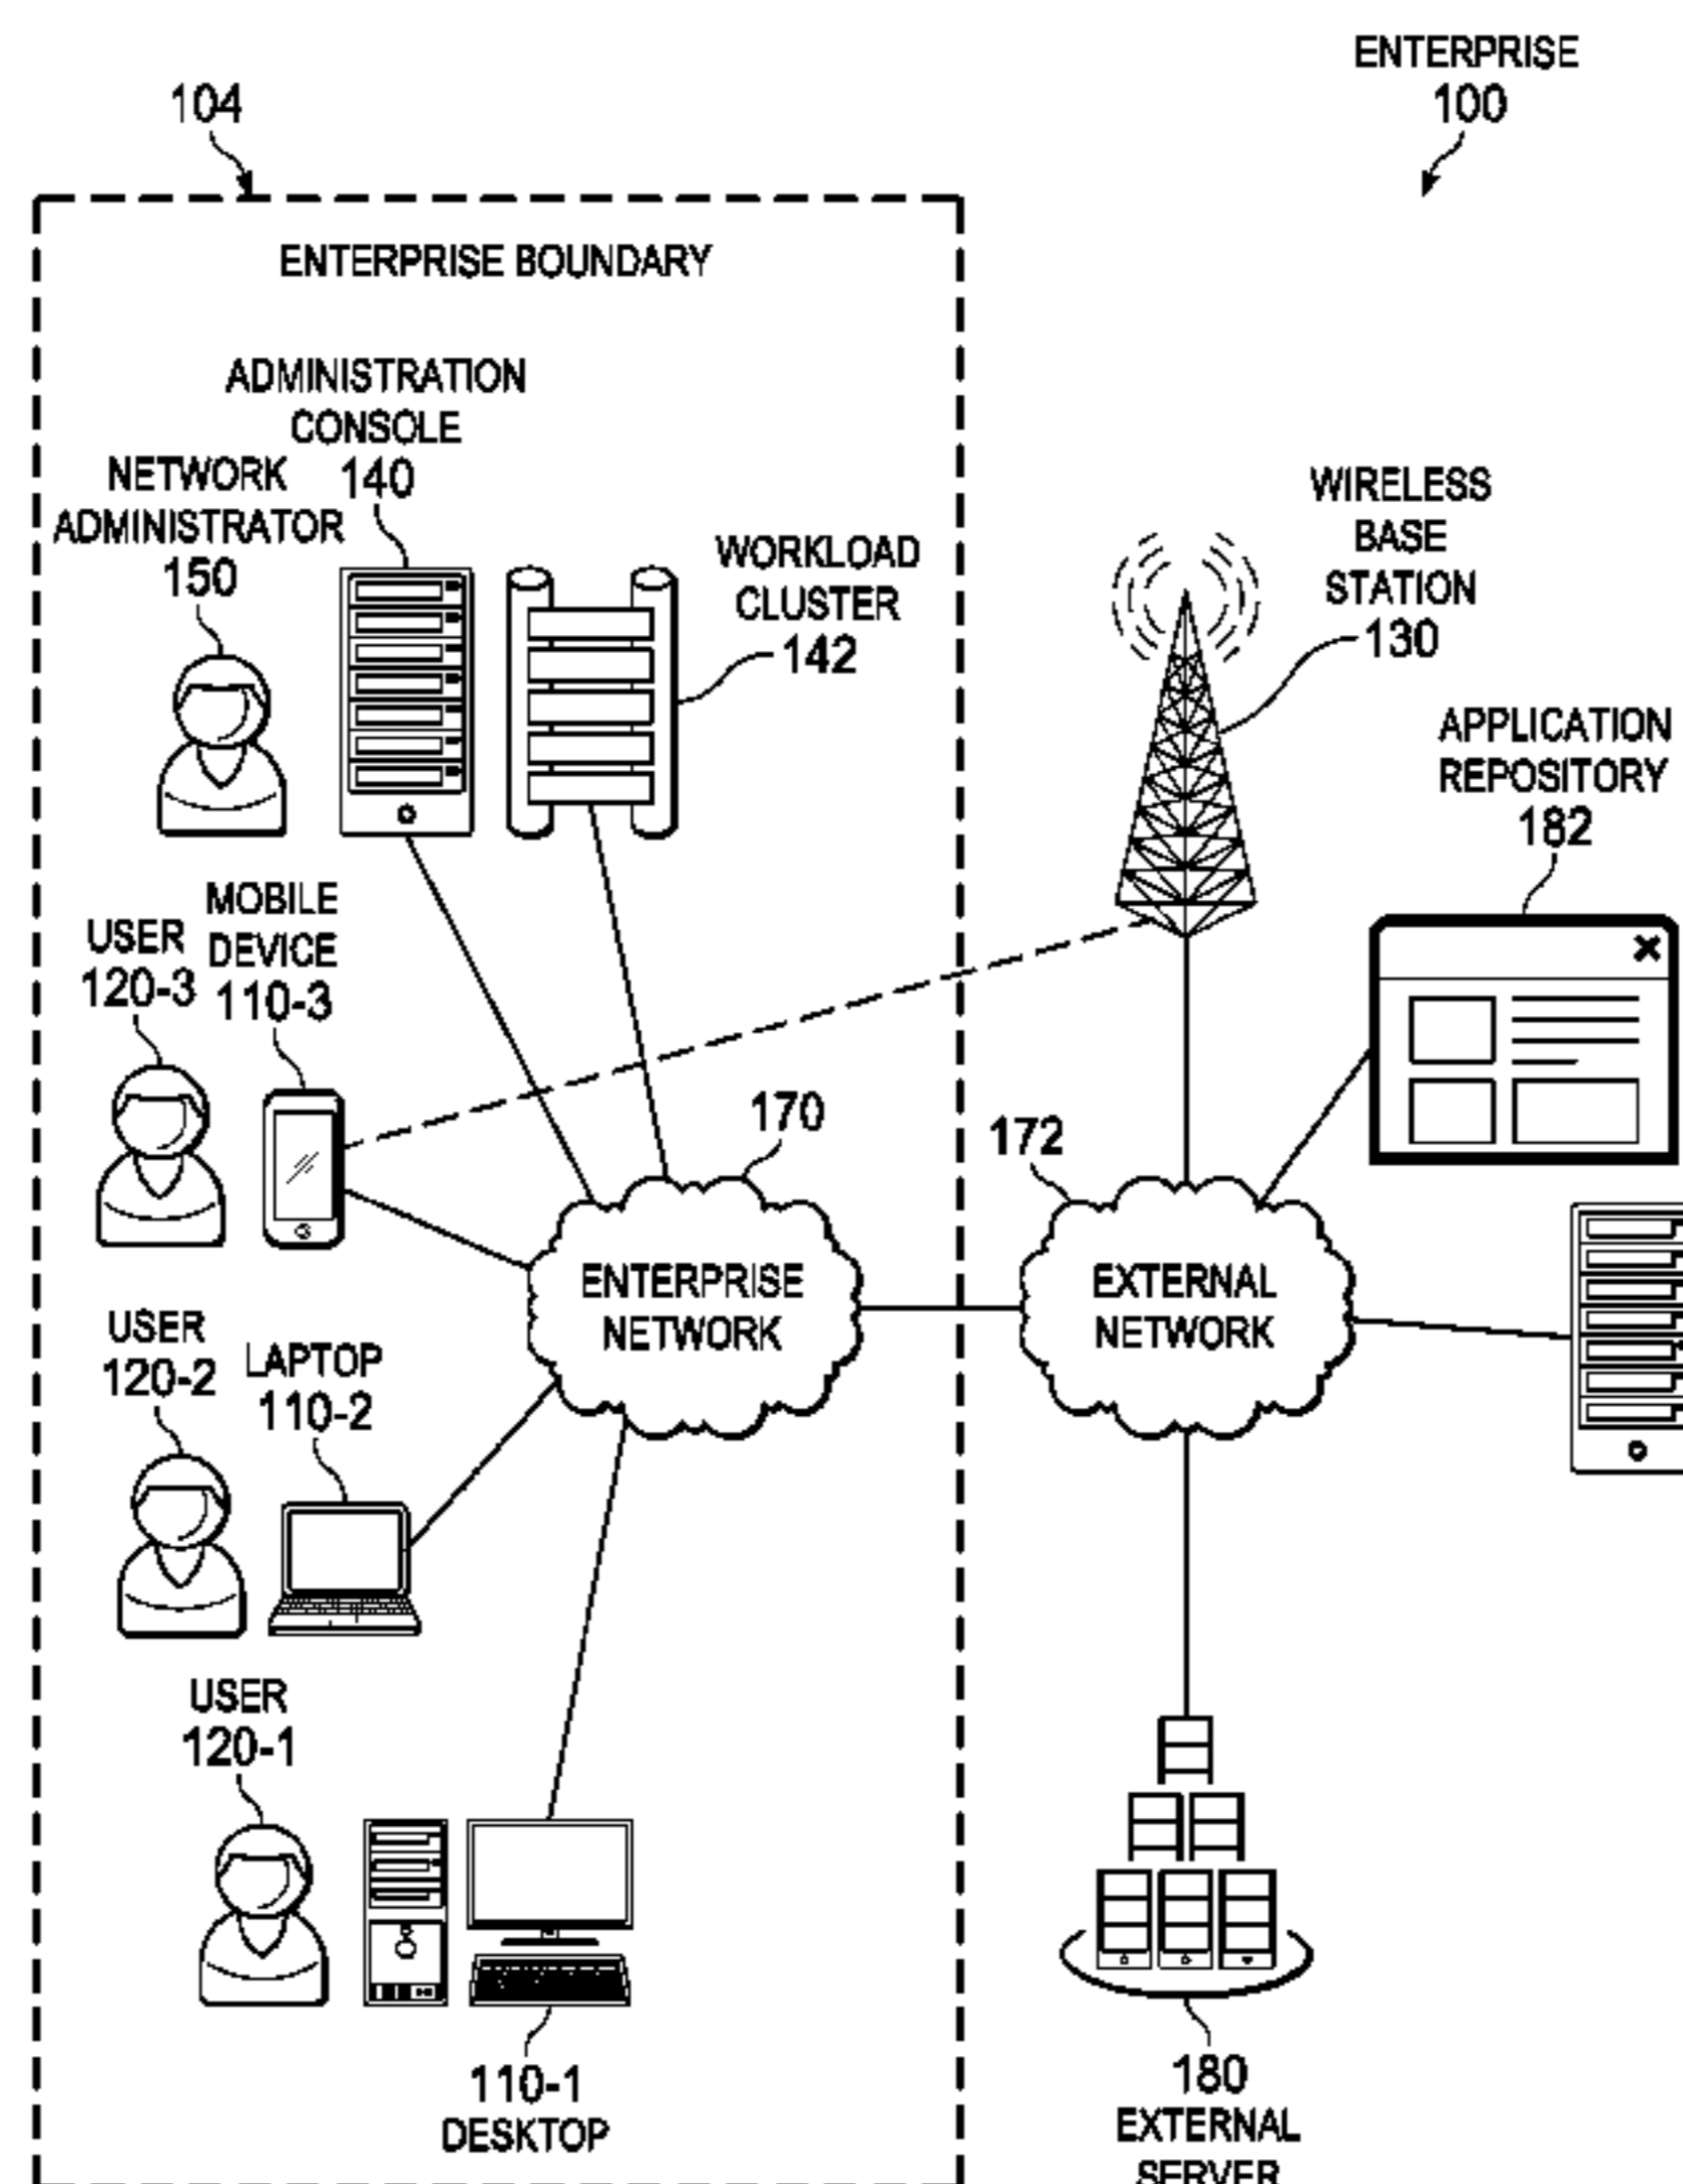 ENTERPRISE
100
104
ENTERPRISE BOUNDARY
ADMINISTRATION
CONSOLE
140
NETWORK
ADMINISTRATOR
150
WORKLOAD
CLUSTER
142
WIRELESS
BASE
STATION
130
APPLICATION
REPOSITORY
182
MOBILE
DEVICE
110-3
USER
120-3
170
172
ENTERPRISE
NETWORK
EXTERNAL
NETWORK
USER
120-2
LAPTOP
110-2
USER
120-1
110-1
DESKTOP
180
EXTERNAL
SERVER